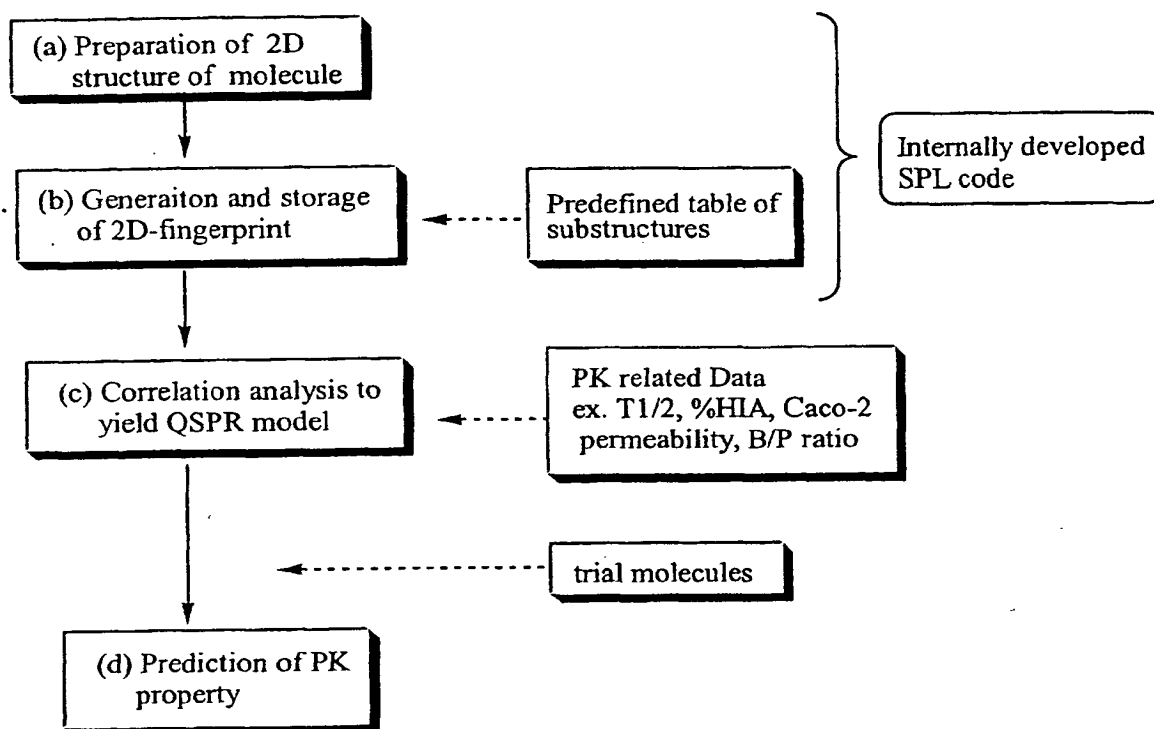 (a) Preparation of 2D
structure of molecule
(b) Generaiton and storage
of 2D-fingerprint
Predefined table of
substructures
Internally developed
SPL code
(c) Correlation analysis to
yield QSPR model
PK related Data
ex. T1/2, %HIA, Caco-2
permeability, B/P ratio
trial molecules
(d) Prediction of PK
property